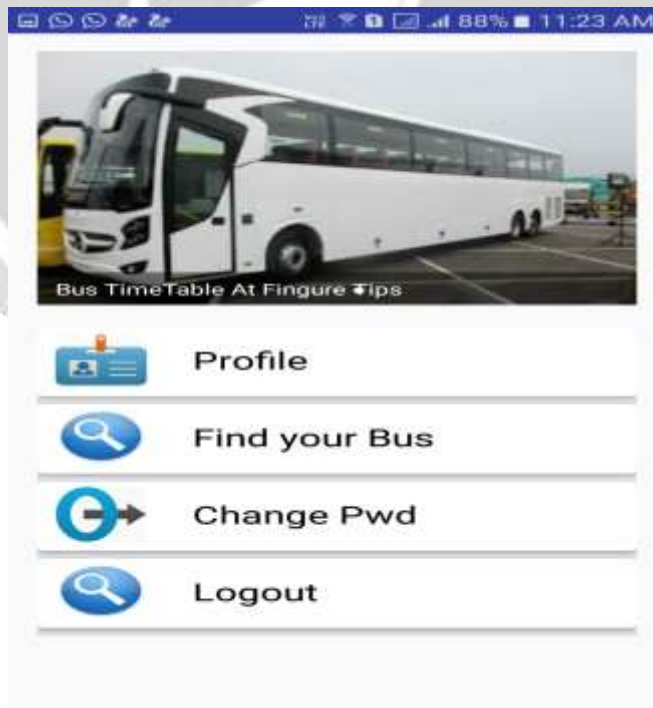 88% 11:23 AM
Bus TimeTable At Fingure Tips
Profile
Find your Bus
Change Pwd
Logout